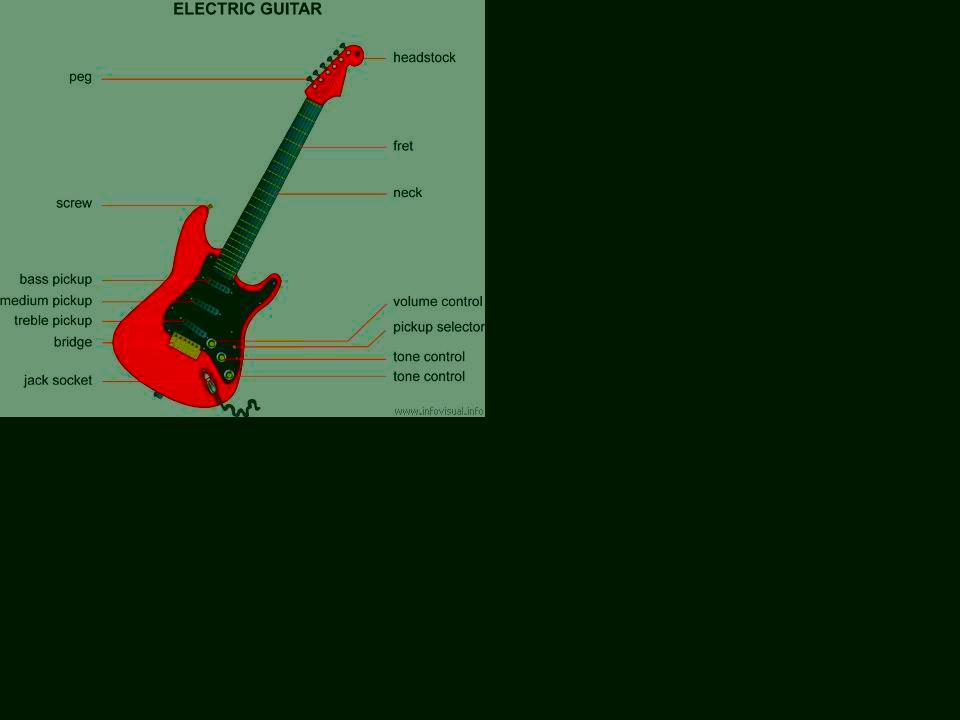 ELECTRIC GUITAR
headstock
peg
fret
neck
screw
bass pickup
medium pickup
volume control
treble pickup
pickup selector
bridge
tone control
jack socket
tone control
www.infovisual.info